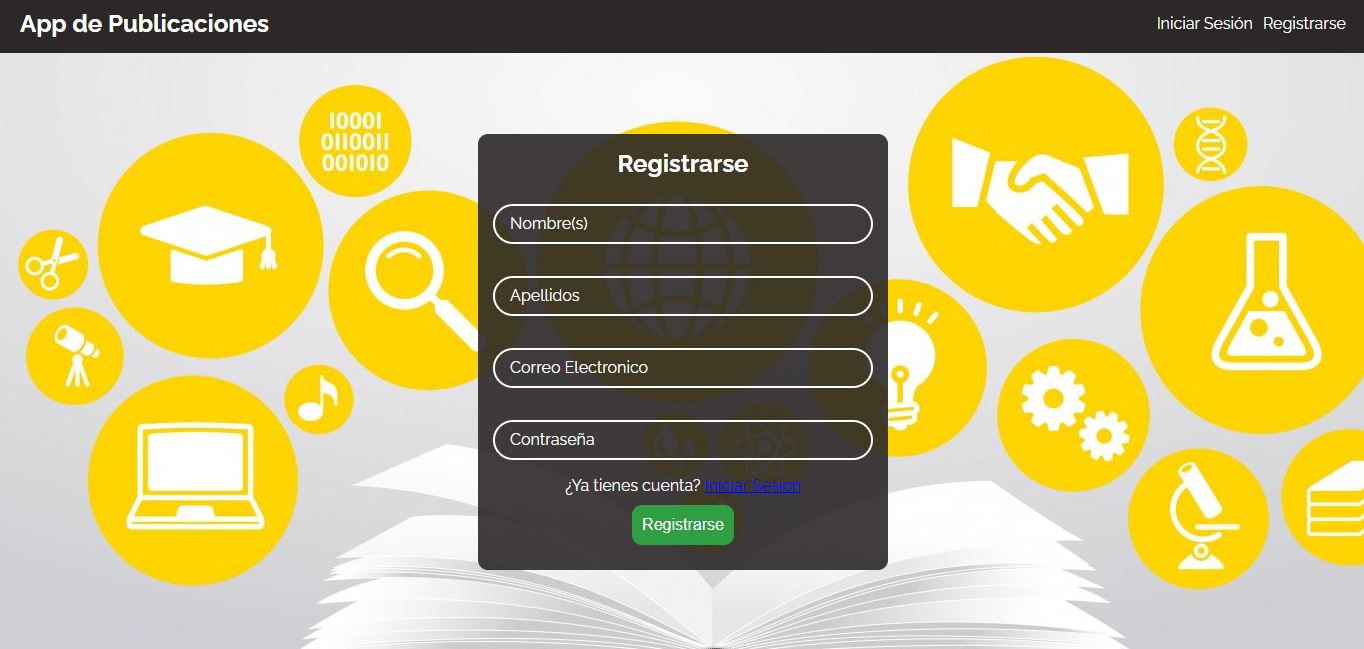 App de Publicaciones
Iniciar Sesión Registrarse
10001
0110011
001010
Registrarse
Nombre(s)
Apellidos
Correo Electronico
Contraseña
¿Ya tienes cuenta? Iniciar Sesion
Registrarse